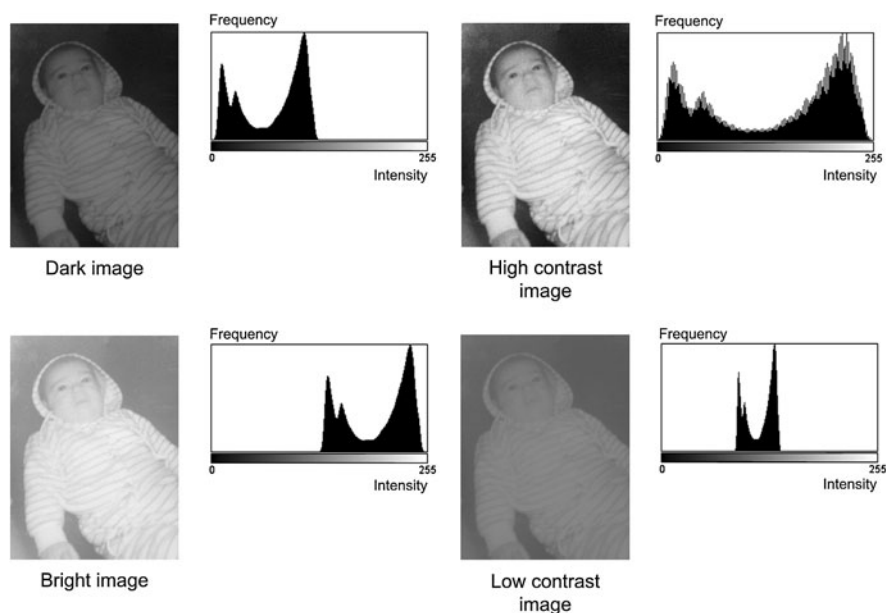 Frequency
0
255
Intensity
Dark image
Frequency
0
255
Intensity
High contrast
image
Frequency
0
255
Intensity
Bright image
Frequency
0
255
Intensity
Low contrast
image